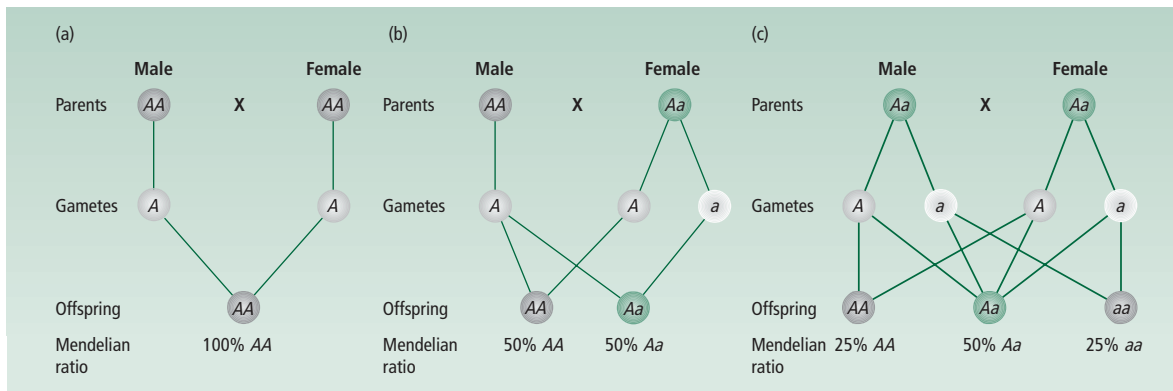 (a) (b) (c)
Male Female Male Female Male Female
Parents AA X AA Parents AA X Aa Parents Aa X Aa
Gametes A A Gametes A A a Gametes A a A a
Offspring AA Offspring AA Aa Offspring AA Aa aa
Mendelian 100% AA Mendelian 50% AA 50% Aa Mendelian 25% AA 50% Aa 25% aa
ratio ratio ratio